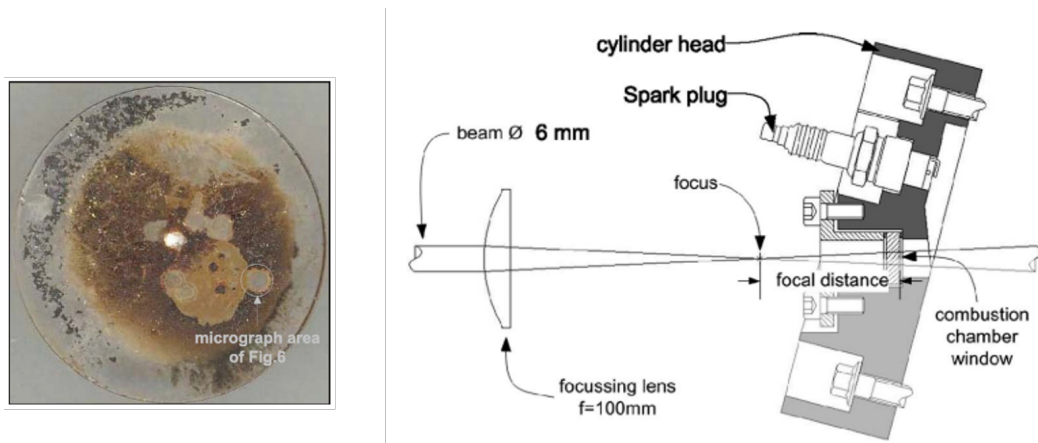 micrograph area
of Fig.6
cylinder head
Spark plug
beam Ø 6 mm
focus
focal distance
combustion
chamber
window
focussing lens
f=100mm